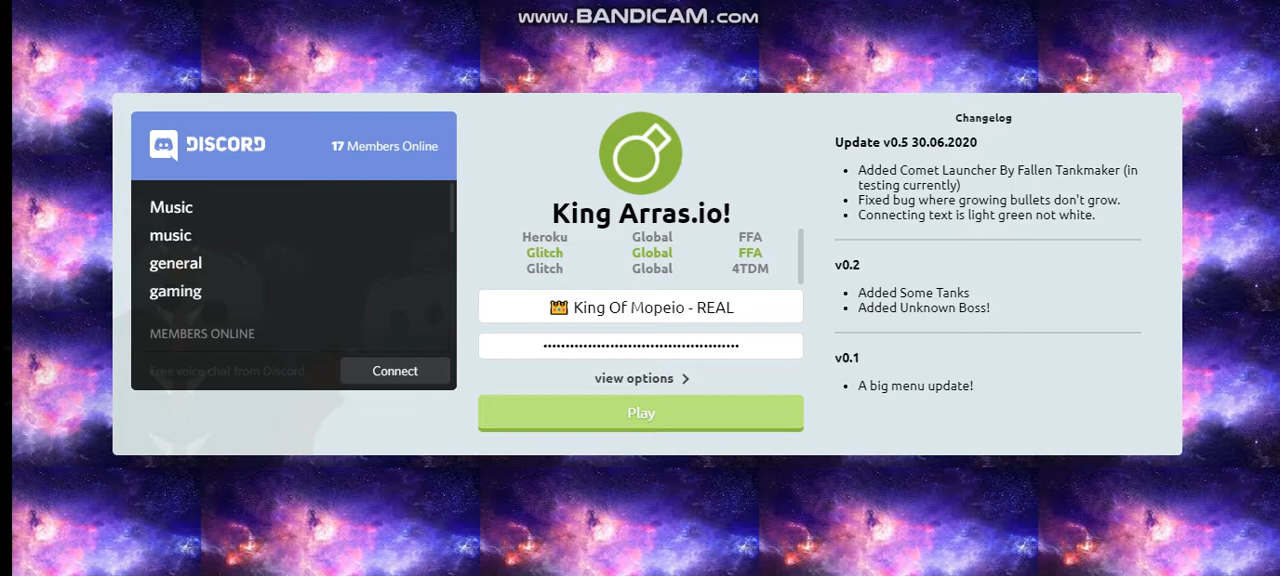 www.BANDICAM.com
DISCORD
17 Members Online
Music
music
general
gaming
MEMBERS ONLINE
Free voice chat from Discord
Connect
King Arras.io!
Heroku Global FFA
Glitch Global FFA
Glitch Global 4TDM
👑 King Of Mopeio - REAL
••••••••••••••••••••••••••••••••••••••••••••
view options
Play
Changelog
Update v0.5 30.06.2020
• Added Comet Launcher By Fallen Tankmaker (in
testing currently)
• Fixed bug where growing bullets don't grow.
• Connecting text is light green not white.
v0.2
• Added Some Tanks
• Added Unknown Boss!
v0.1
• A big menu update!